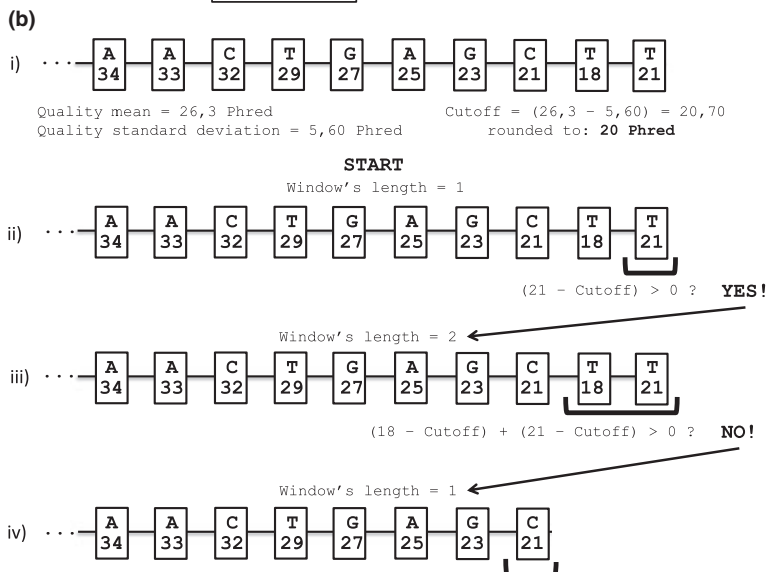 (b)
i) ... A 34 A 33 C 32 T 29 G 27 A 25 G 23 C 21 T 18 T 21
Quality mean = 26,3 Phred
Cutoff = (26,3 – 5,60) = 20,70
Quality standard deviation = 5,60 Phred
rounded to: 20 Phred
START
Window's length = 1
ii) ... A 34 A 33 C 32 T 29 G 27 A 25 G 23 C 21 T 18 T 21
(21 – Cutoff) > 0 ? YES!
Window's length = 2
iii) ... A 34 A 33 C 32 T 29 G 27 A 25 G 23 C 21 T 18 T 21
(18 – Cutoff) + (21 – Cutoff) > 0 ? NO!
Window's length = 1
iv) ... A 34 A 33 C 32 T 29 G 27 A 25 G 23 C 21